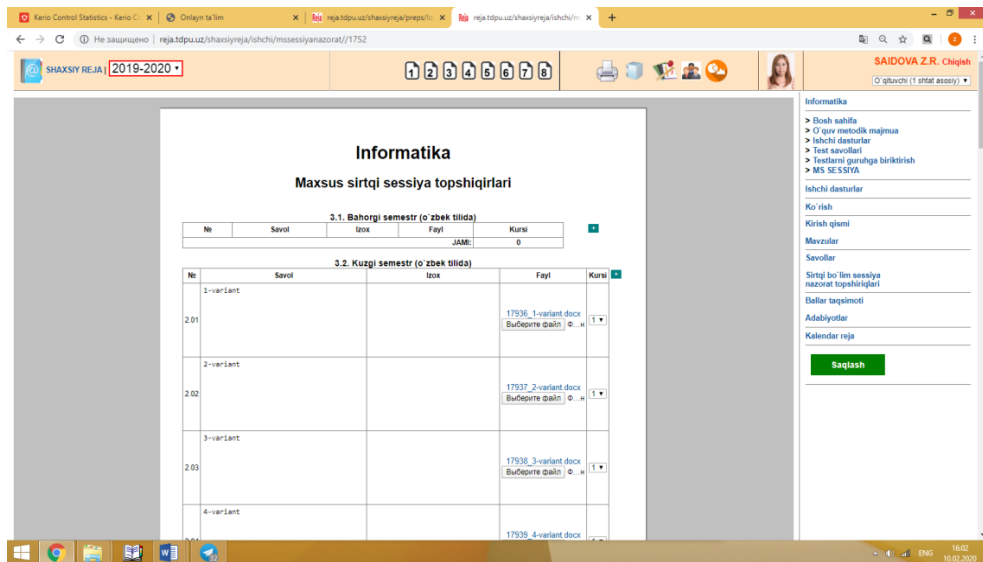 Kerio Control Statistics - Kerio Co
Onlayn ta'lim
reja.tdpu.uz/shaxsiyreja/preps/lo
reja.tdpu.uz/shaxsiyreja/ishchi/m
Не защищено | reja.tdpu.uz/shaxsiyreja/ishchi/mssessiyanazorat//1752
SHAXSIY REJA | 2019-2020
1 2 3 4 5 6 7 8
SAIDOVA Z.R. Chiqish
O`qituvchi (1 shtat asosiy)
Informatika
Maxsus sirtqi sessiya topshiqirlari
3.1. Bahorgi semestr (o`zbek tilida)
№ Savol Izox Fayl Kursi
JAMI: 0
3.2. Kuzgi semestr (o`zbek tilida)
№ Savol Izox Fayl Kursi
1-variant
17936_1-variant.docx
2.01 Выберите файл Ф...н 1
2-variant
17937_2-variant.docx
2.02 Выберите файл Ф...н 1
3-variant
17938_3-variant.docx
2.03 Выберите файл Ф...н 1
4-variant
17939_4-variant.docx
Informatika
> Bosh sahifa
> O`quv metodik majmua
> Ishchi dasturlar
> Test savollari
> Testlarni guruhga biriktirish
> MS SESSIYA
Ishchi dasturlar
Ko`rish
Kirish qismi
Mavzular
Savollar
Sirtqi bo`lim sessiya
nazorat topshiriqlari
Ballar taqsimoti
Adabiyotlar
Kalendar reja
Saqlash
ENG
16:02
10.02.2020